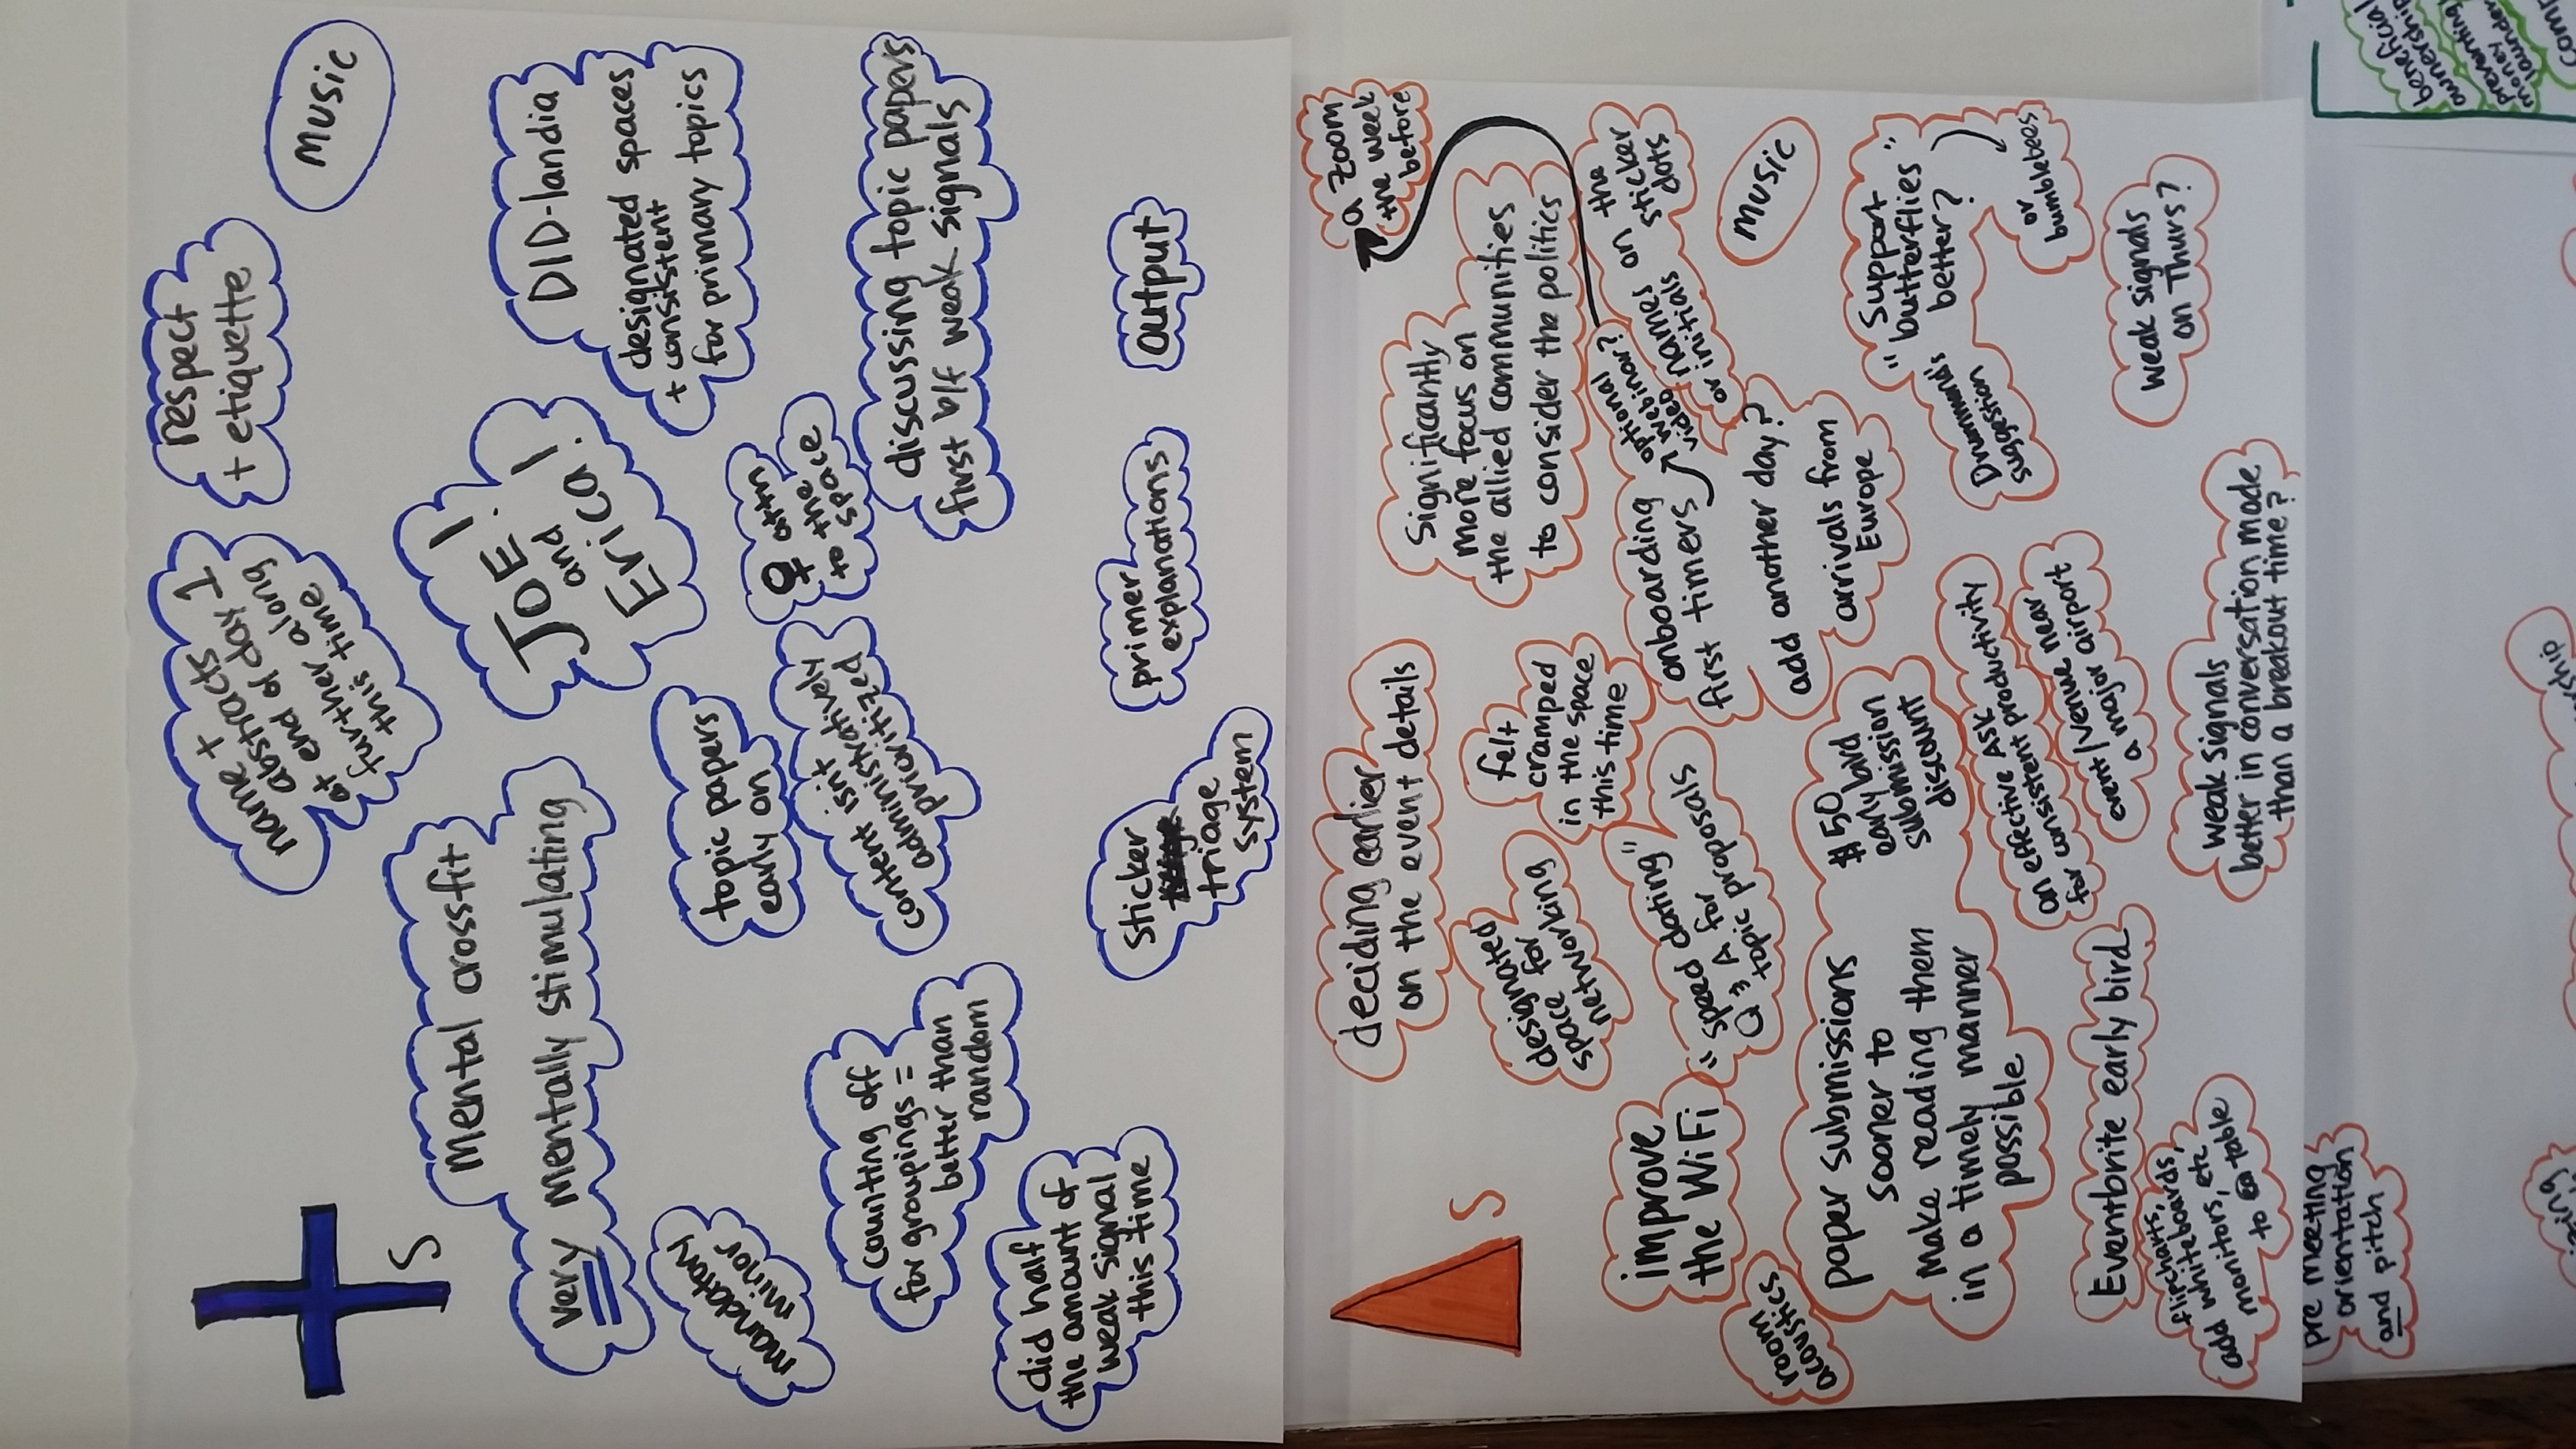 +s
name +
abstracts
at end of day 1
further along
this time
respect
+ etiquette
music
mental crossfit
very mentally stimulating
JOE!
and
Erica!
DID-landia
designated spaces
+ consistent
for primary topics
mandatory
minor
topic papers
early on
♀ attn
to the
space
counting off
for groupings =
better than
random
content isn't
administratively
prioritized
discussing topic papers
first b/f weak signals
did half
the amount of
weak signal
this time
sticker
triage
system
primer
explanations
output
Δs
deciding earlier
on the event details
a zoom
the week
before
significantly
more focus on
the allied communities
to consider the politics
designated
space for
networking
felt
cramped
in the space
this time
improve
the WiFi
"speed dating"
Q & A for
topic proposals
onboarding
first timers
optional
webinar?
video
names on the
or initials
sticker
dots
room
acoustics
add another day?
arrivals from
Europe
music
paper submissions
sooner to
make reading them
in a timely manner
possible
$50
early bird
submission
discount
"support
butterflies"
better?
Drummond's
suggestion
or
bumblebees
an effective ASK
for consistent productivity
event/venue near
a major airport
Eventbrite early bird
weak signals
on Thurs?
flipcharts,
add whiteboards,
monitors, etc
to ea table
weak signals
better in conversation mode
than a breakout time?
pre meeting
orientation
and pitch
beneficial
ownership
preventing
money